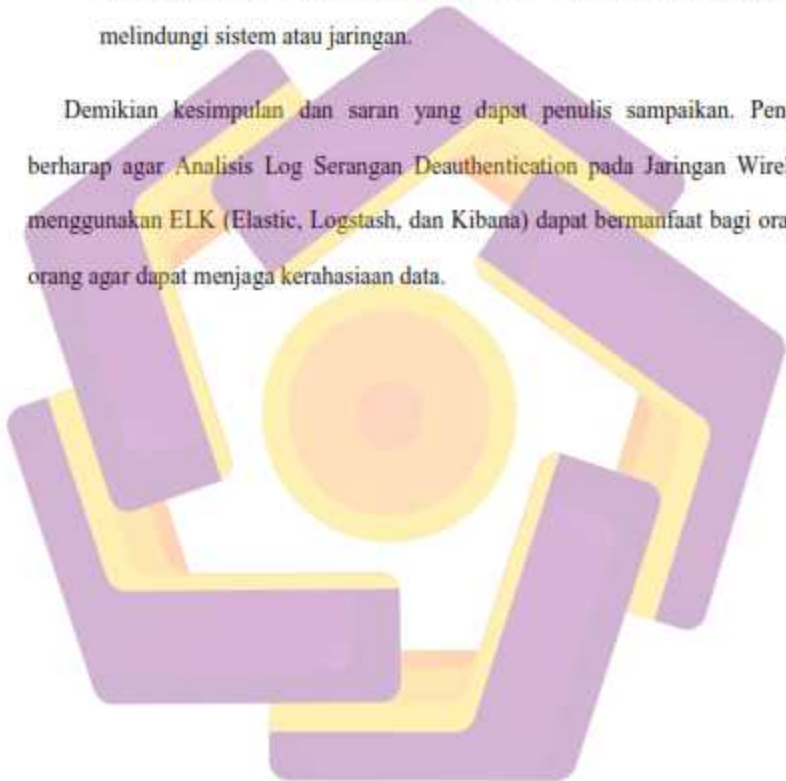 melindungi sistem atau jaringan.
Demikian kesimpulan dan saran yang dapat penulis sampaikan. Pen
berharap agar Analisis Log Serangan Deauthentication pada Jaringan Wirel
menggunakan ELK (Elastic, Logstash, dan Kibana) dapat bermanfaat bagi ora
orang agar dapat menjaga kerahasiaan data.